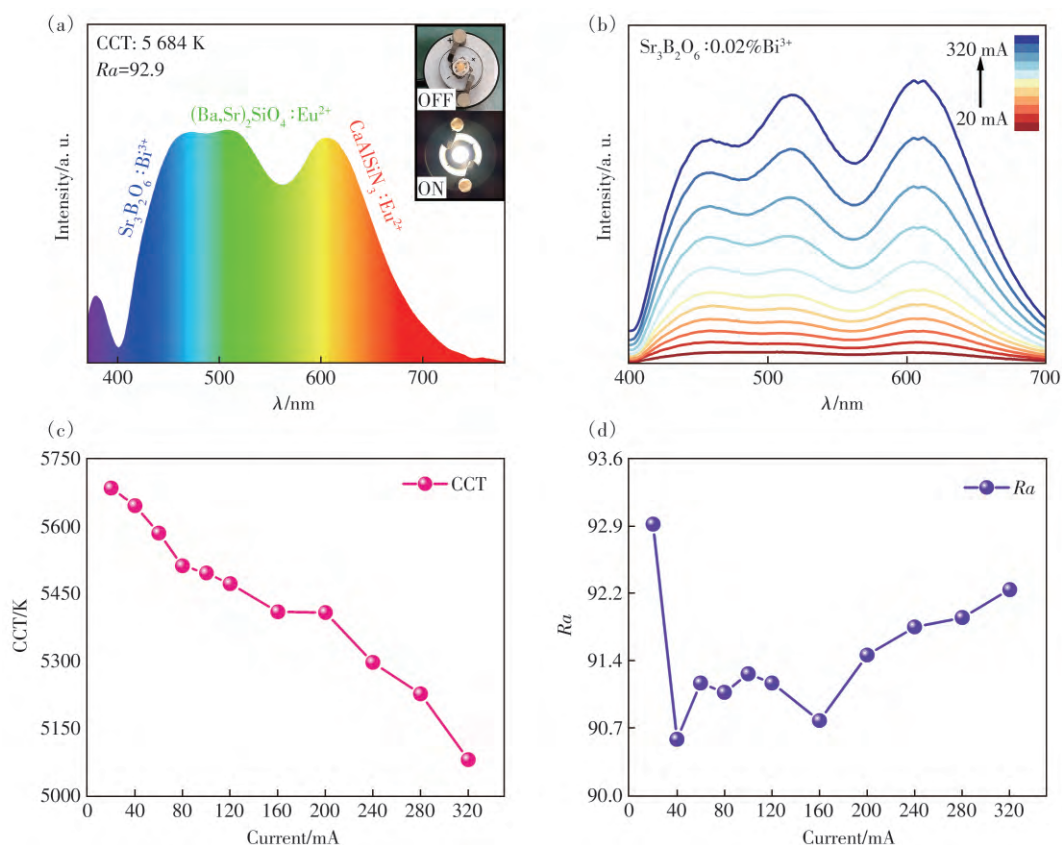 (a)
CCT: 5 684 K
Ra=92.9
Sr₃B₂O₆:Bi³⁺
(Ba,Sr)₂SiO₄:Eu²⁺
CaAlSiN₃:Eu²⁺
OFF
ON
Intensity/a. u.
400 500 600 700
λ/nm
(b)
Sr₃B₂O₆:0.02%Bi³⁺
320 mA
20 mA
Intensity/a. u.
400 500 600 700
λ/nm
(c)
CCT
CCT/K
5750
5600
5450
5300
5150
5000
0 40 80 120 160 200 240 280 320
Current/mA
(d)
Ra
Ra
93.6
92.9
92.2
91.4
90.7
90.0
0 40 80 120 160 200 240 280 320
Current/mA